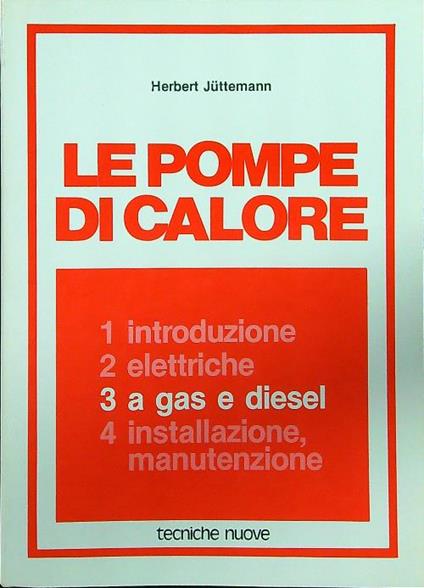 Herbert Jüttemann
LE POMPE
DI CALORE
1 introduzione
2 elettriche
3 a gas e diesel
4 installazione,
manutenzione
tecniche nuove